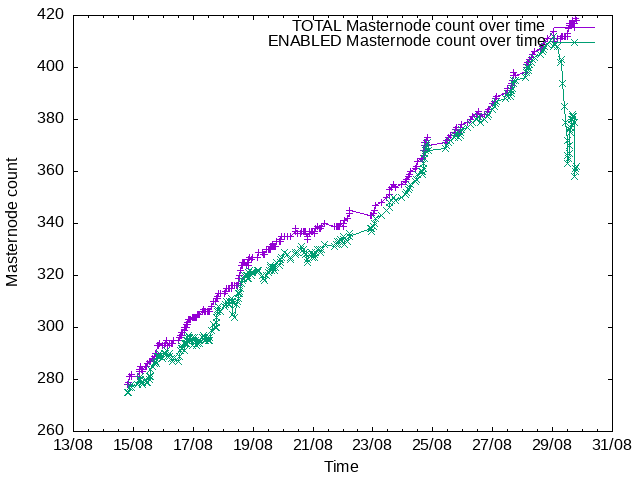 TOTAL Masternode count over time
ENABLED Masternode count over time
420
400
380
360
340
320
300
280
260
Masternode count
13/08 15/08 17/08 19/08 21/08 23/08 25/08 27/08 29/08 31/08
Time